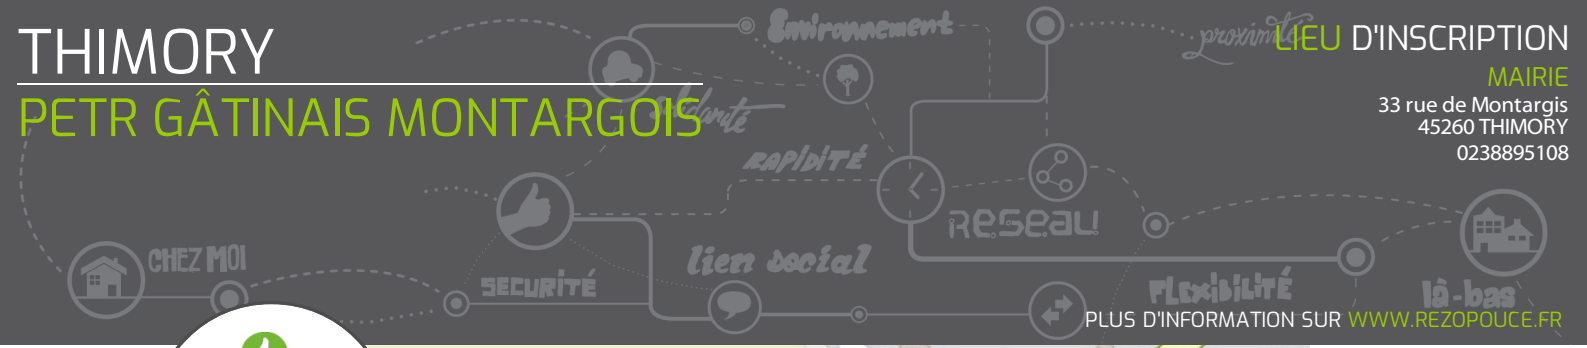 THIMORY
PETR GÂTINAIS MONTARGOIS
LIEU D'INSCRIPTION
MAIRIE
33 rue de Montargis
45260 THIMORY
0238895108
Environnement
proximité
solidarité
RAPIDITÉ
RESEAU
CHEZ MOI
SECURITÉ
lien social
FLEXIBILITÉ
là-bas
PLUS D'INFORMATION SUR WWW.REZOPOUCE.FR